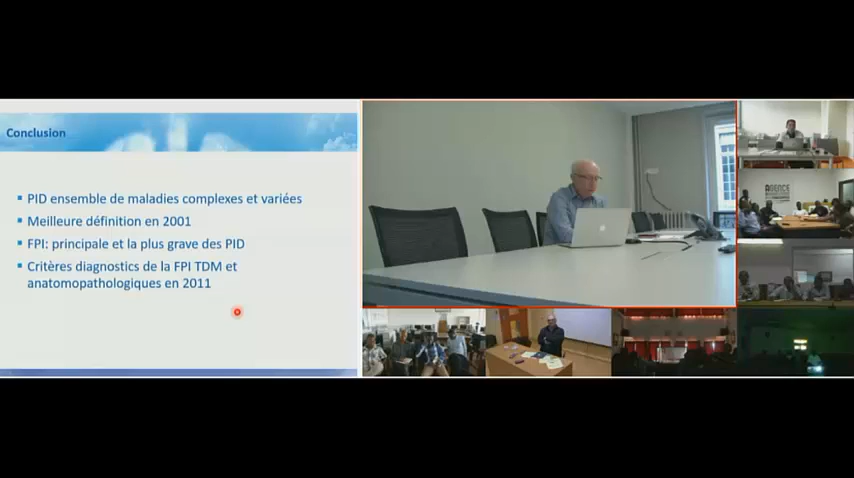 Conclusion
PID ensemble de maladies complexes et variées
Meilleure définition en 2001
FPI: principale et la plus grave des PID
Critères diagnostics de la FPI TDM et
anatomopathologiques en 2011
AGENCE